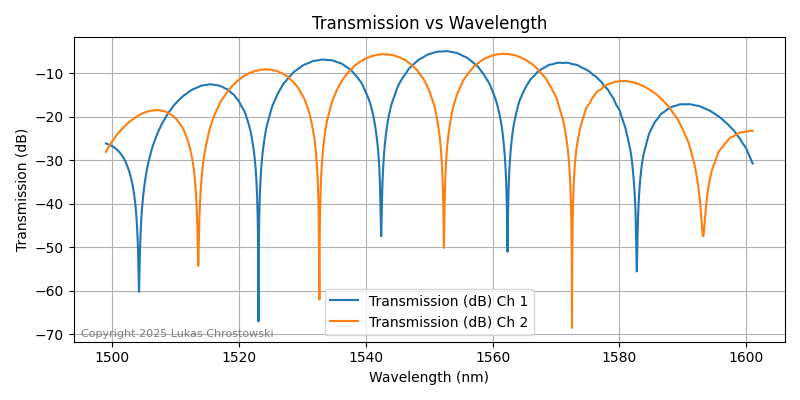 Transmission vs Wavelength
Transmission (dB)
−10
−20
−30
−40
−50
−60
−70
Transmission (dB) Ch 1
Transmission (dB) Ch 2
Copyright 2025 Lukas Chrostowski
1500 1520 1540 1560 1580 1600
Wavelength (nm)